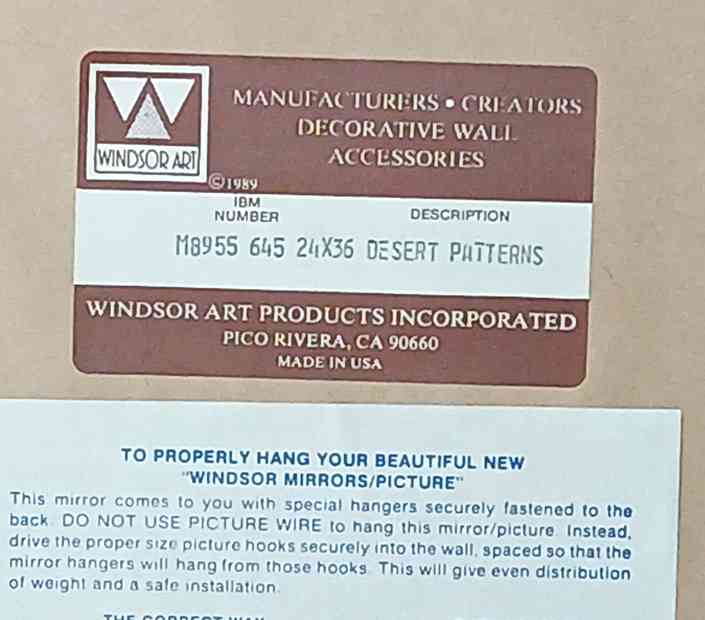 WINDSOR ART
MANUFACTURERS • CREATORS
DECORATIVE WALL
ACCESSORIES
©1989
IBM
NUMBER
DESCRIPTION
M8955 645 24X36 DESERT PATTERNS
WINDSOR ART PRODUCTS INCORPORATED
PICO RIVERA, CA 90660
MADE IN USA
TO PROPERLY HANG YOUR BEAUTIFUL NEW
"WINDSOR MIRRORS/PICTURE"
This mirror comes to you with special hangers securely fastened to the
back. DO NOT USE PICTURE WIRE to hang this mirror/picture. Instead,
drive the proper size picture hooks securely into the wall, spaced so that the
mirror hangers will hang from those hooks. This will give even distribution
of weight and a safe installation.
THE CORRECT WAY